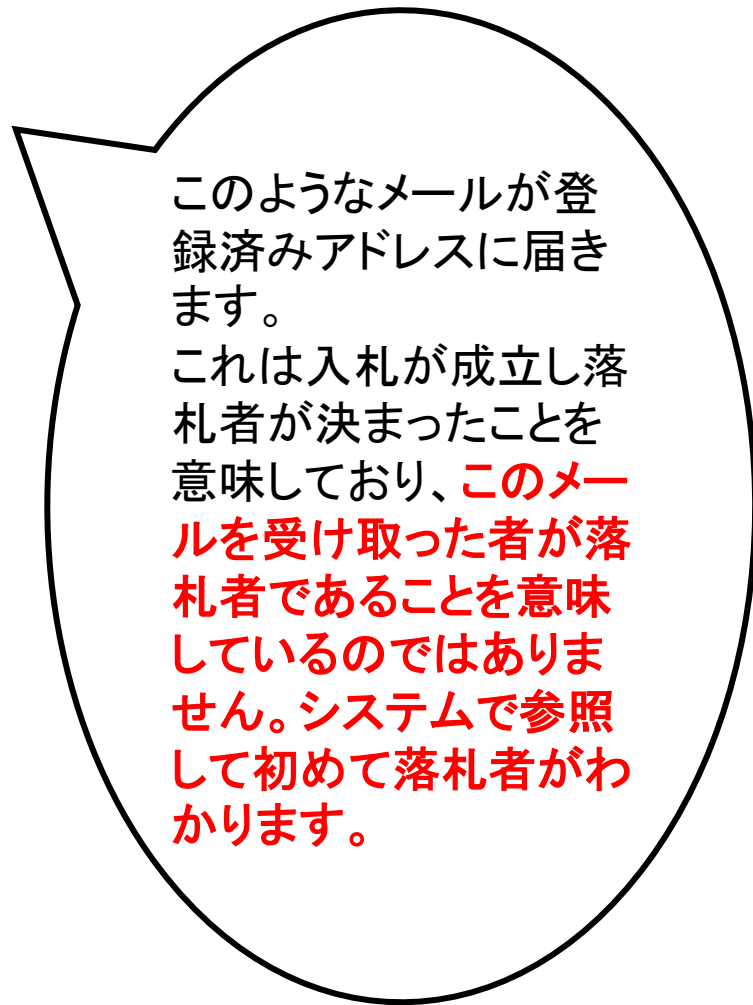 このようなメールが登
録済みアドレスに届き
ます。
これは入札が成立し落
札者が決まったことを
意味しており、このメー
ルを受け取った者が落
札者であることを意味
しているのではありま
せん。システムで参照
して初めて落札者がわ
かります。